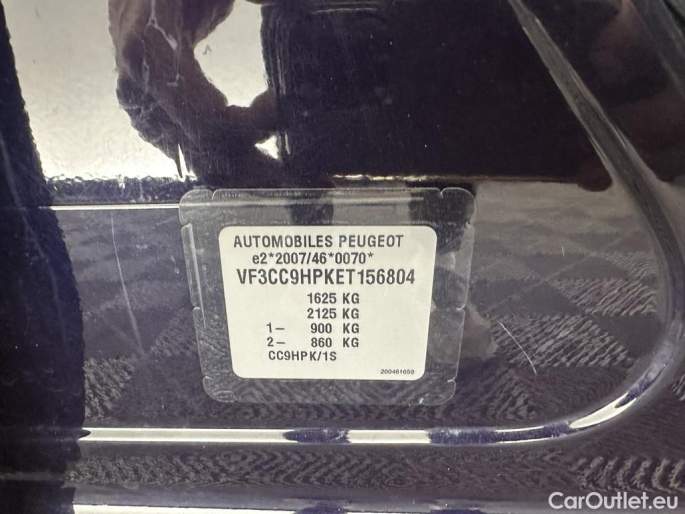 AUTOMOBILES PEUGEOT
e2*2007/46*0070*
VF3CC9HPKET156804
1625 KG
2125 KG
1– 900 KG
2– 860 KG
CC9HPK/1S
200461659
CarOutlet.eu